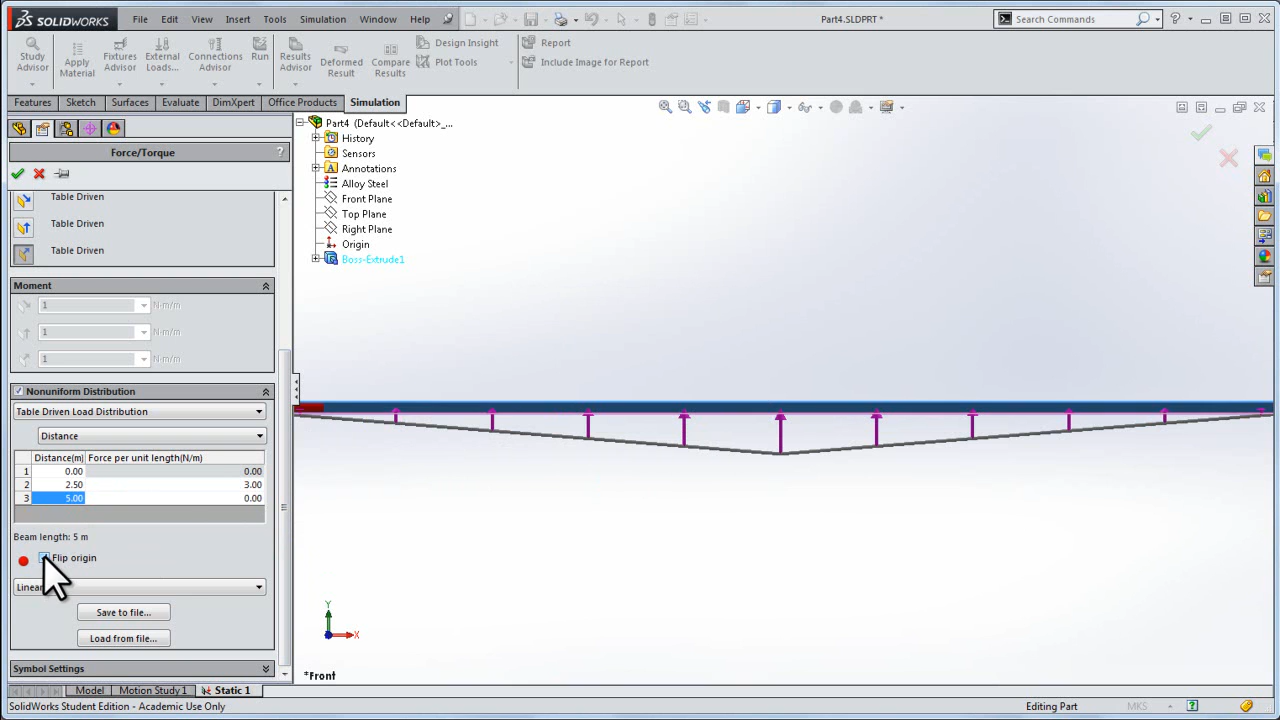 SOLIDWORKS File Edit View Insert Tools Simulation Window Help Part4.SLDPRT * Search Commands
Study Advisor
Apply Material
Fixtures Advisor
External Loads...
Connections Advisor
Run
Results Advisor
Deformed Result
Compare Results
Design Insight
Plot Tools
Report
Include Image for Report
Features Sketch Surfaces Evaluate DimXpert Office Products Simulation
Force/Torque ?
Table Driven
Table Driven
Table Driven
Moment
1 N·m/m
1 N·m/m
1 N·m/m
Nonuniform Distribution
Table Driven Load Distribution
Distance
Distance(m) Force per unit length(N/m)
1 0.00 0.00
2 2.50 3.00
3 5.00 0.00
Beam length: 5 m
Flip origin
Linear
Save to file...
Load from file...
Symbol Settings
Part4 (Default<<Default>_...
History
Sensors
Annotations
Alloy Steel
Front Plane
Top Plane
Right Plane
Origin
Boss-Extrude1
Y
X
*Front
Model Motion Study 1 Static 1
SolidWorks Student Edition - Academic Use Only Editing Part MKS ?